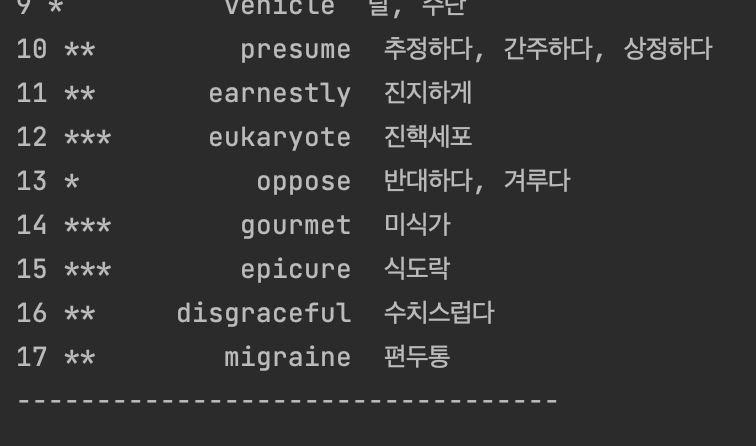 9 * vehicle 탈, 수단
10 ** presume 추정하다, 간주하다, 상정하다
11 ** earnestly 진지하게
12 *** eukaryote 진핵세포
13 * oppose 반대하다, 겨루다
14 *** gourmet 미식가
15 *** epicure 식도락
16 ** disgraceful 수치스럽다
17 ** migraine 편두통
----------------------------------